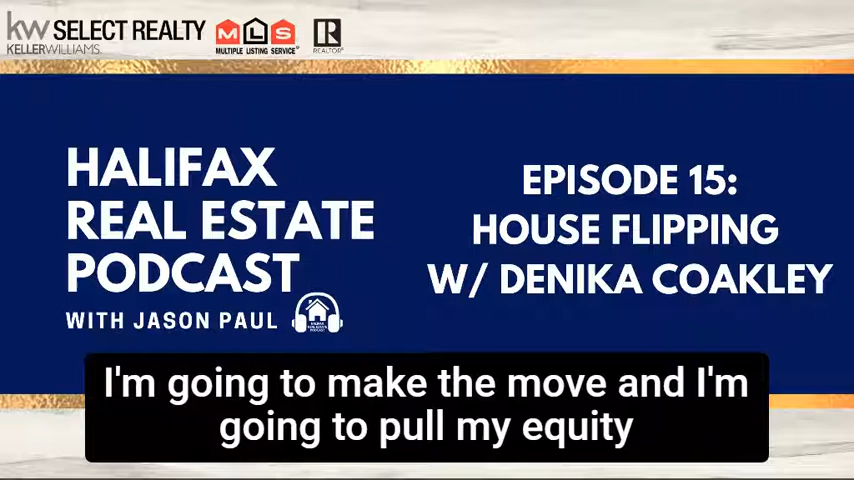 kw SELECT REALTY
KELLERWILLIAMS.
MLS
MULTIPLE LISTING SERVICE®
R
REALTOR®
HALIFAX
REAL ESTATE
PODCAST
WITH JASON PAUL
EPISODE 15:
HOUSE FLIPPING
W/ DENIKA COAKLEY
I'm going to make the move and I'm
going to pull my equity